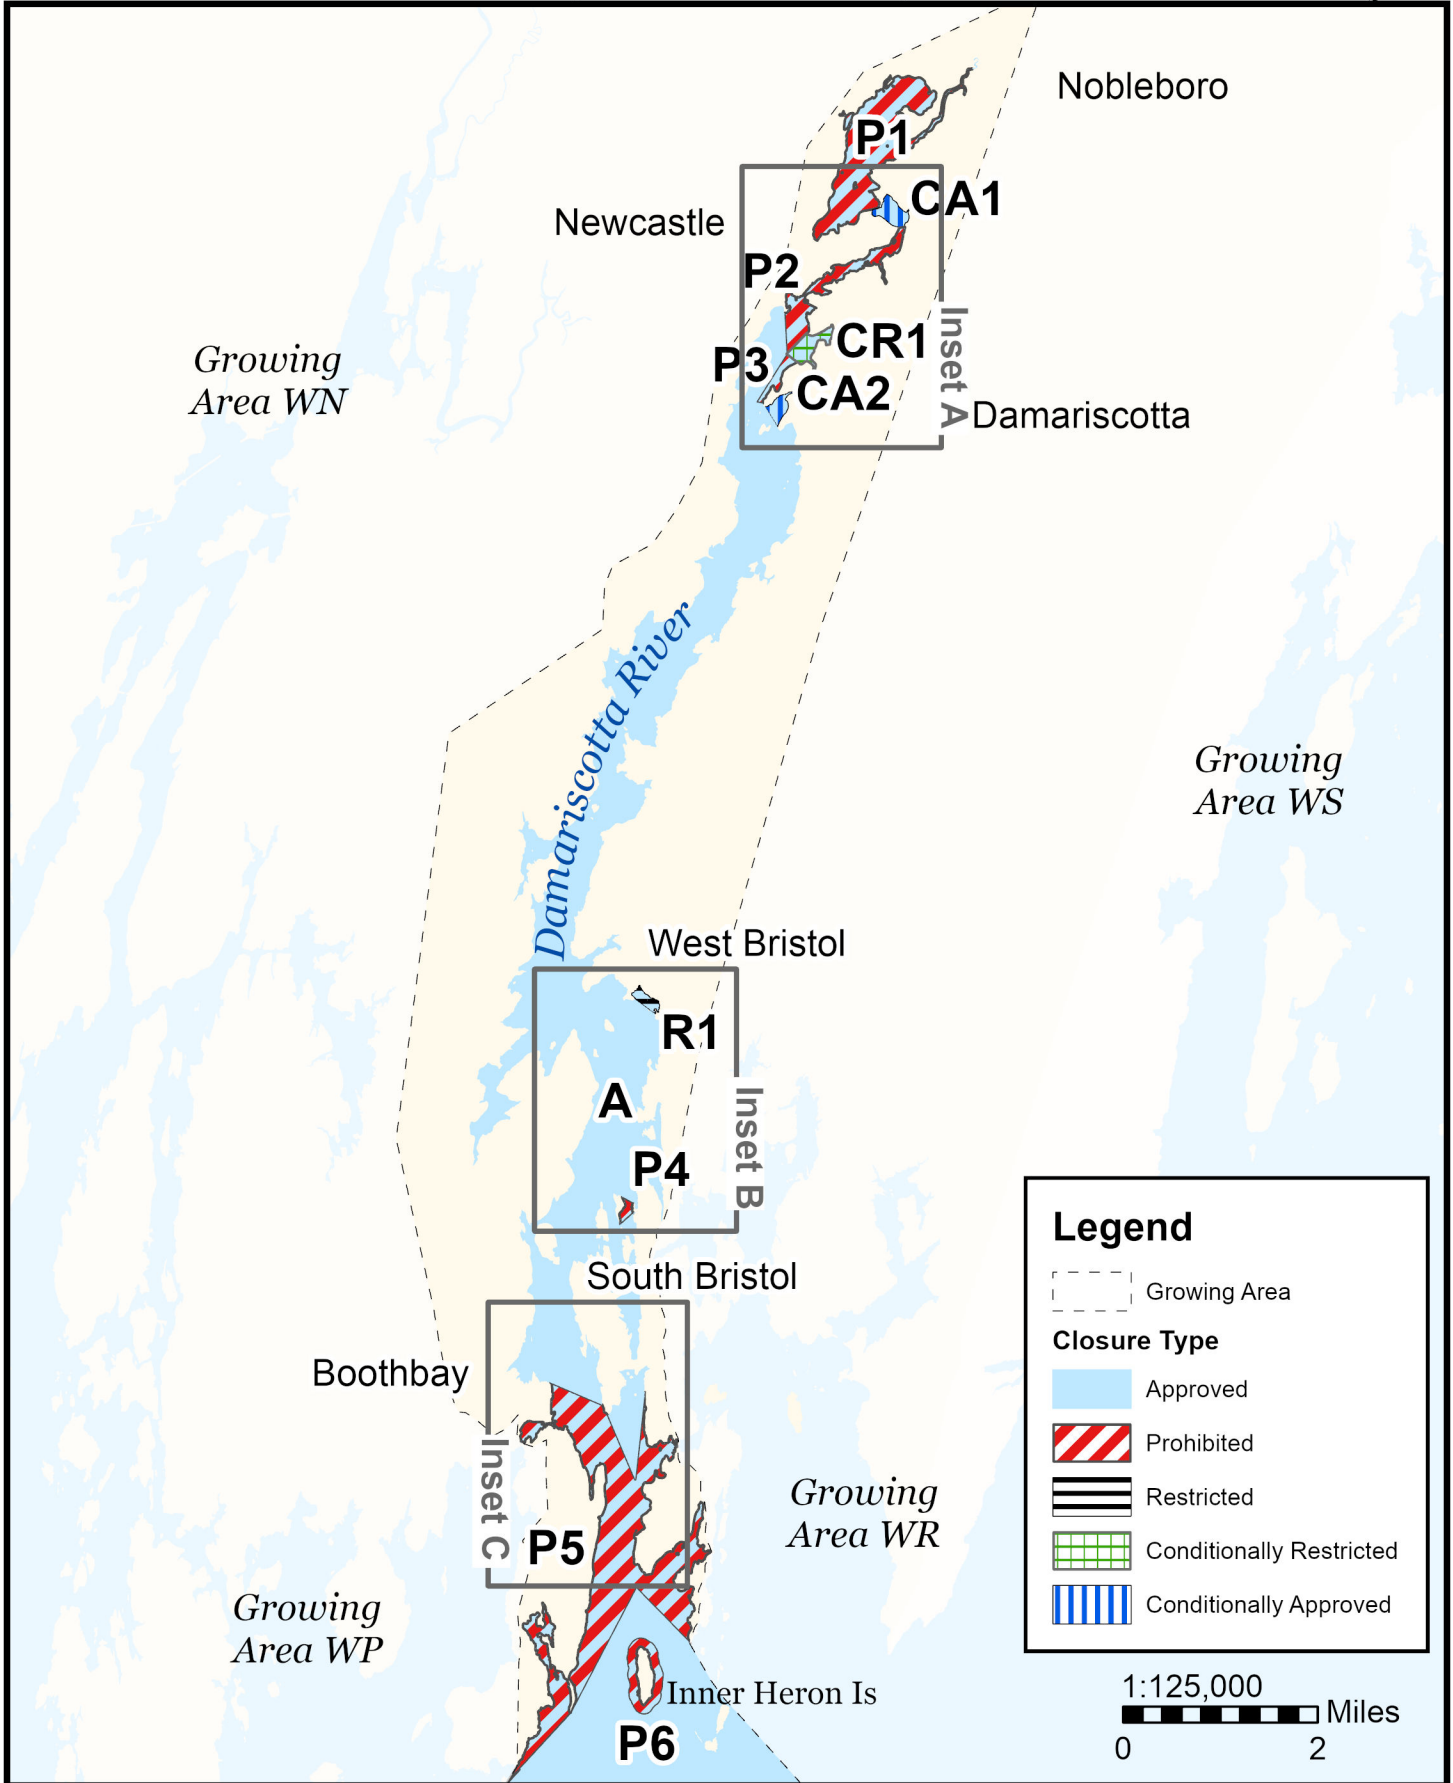 Nobleboro
P1
CA1
Newcastle
P2
Inset A
CR1
Growing
Area WN
P3
CA2
Damariscotta
Damariscotta River
Growing
Area WS
West Bristol
R1
A
Inset B
P4
South Bristol
Boothbay
Inset C
Growing
Area WR
P5
Growing
Area WP
Inner Heron Is
P6
Legend
Growing Area
Closure Type
Approved
Prohibited
Restricted
Conditionally Restricted
Conditionally Approved
1:125,000
Miles
0 2